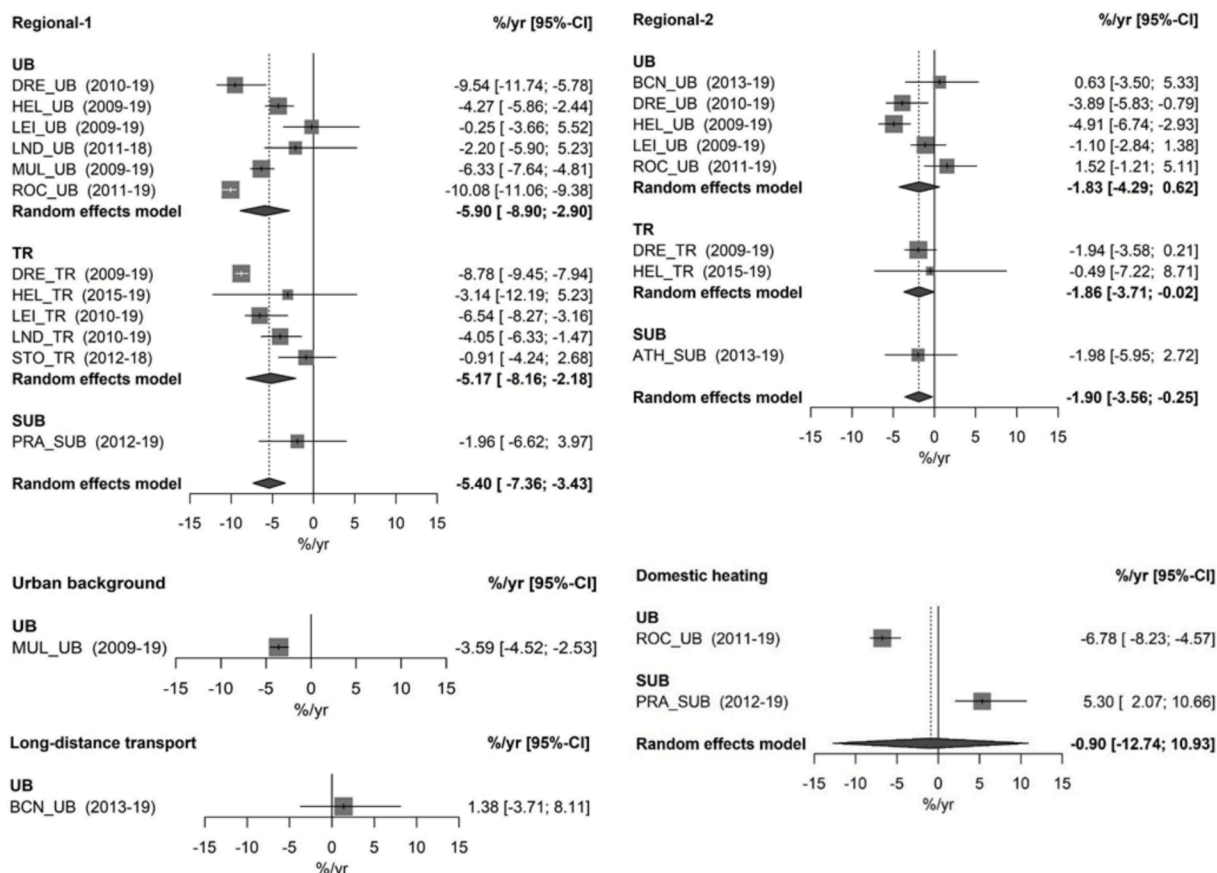 Regional-1 %/yr [95%-CI]
UB
DRE_UB (2010-19) -9.54 [-11.74; -5.78]
HEL_UB (2009-19) -4.27 [-5.86; -2.44]
LEI_UB (2009-19) -0.25 [-3.66; 5.52]
LND_UB (2011-18) -2.20 [-5.90; 5.23]
MUL_UB (2009-19) -6.33 [-7.64; -4.81]
ROC_UB (2011-19) -10.08 [-11.06; -9.38]
Random effects model -5.90 [ -8.90; -2.90]
TR
DRE_TR (2009-19) -8.78 [-9.45; -7.94]
HEL_TR (2015-19) -3.14 [-12.19; 5.23]
LEI_TR (2010-19) -6.54 [-8.27; -3.16]
LND_TR (2010-19) -4.05 [-6.33; -1.47]
STO_TR (2012-18) -0.91 [-4.24; 2.68]
Random effects model -5.17 [ -8.16; -2.18]
SUB
PRA_SUB (2012-19) -1.96 [-6.62; 3.97]
Random effects model -5.40 [ -7.36; -3.43]
-15 -10 -5 0 5 10 15
%/yr
Regional-2 %/yr [95%-CI]
UB
BCN_UB (2013-19) 0.63 [-3.50; 5.33]
DRE_UB (2010-19) -3.89 [-5.83; -0.79]
HEL_UB (2009-19) -4.91 [-6.74; -2.93]
LEI_UB (2009-19) -1.10 [-2.84; 1.38]
ROC_UB (2011-19) 1.52 [-1.21; 5.11]
Random effects model -1.83 [-4.29; 0.62]
TR
DRE_TR (2009-19) -1.94 [-3.58; 0.21]
HEL_TR (2015-19) -0.49 [-7.22; 8.71]
Random effects model -1.86 [-3.71; -0.02]
SUB
ATH_SUB (2013-19) -1.98 [-5.95; 2.72]
Random effects model -1.90 [-3.56; -0.25]
-15 -10 -5 0 5 10 15
%/yr
Urban background %/yr [95%-CI]
UB
MUL_UB (2009-19) -3.59 [-4.52; -2.53]
-15 -10 -5 0 5 10 15
%/yr
Long-distance transport %/yr [95%-CI]
UB
BCN_UB (2013-19) 1.38 [-3.71; 8.11]
-15 -10 -5 0 5 10 15
%/yr
Domestic heating %/yr [95%-CI]
UB
ROC_UB (2011-19) -6.78 [ -8.23; -4.57]
SUB
PRA_SUB (2012-19) 5.30 [ 2.07; 10.66]
Random effects model -0.90 [-12.74; 10.93]
-15 -10 -5 0 5 10 15
%/yr